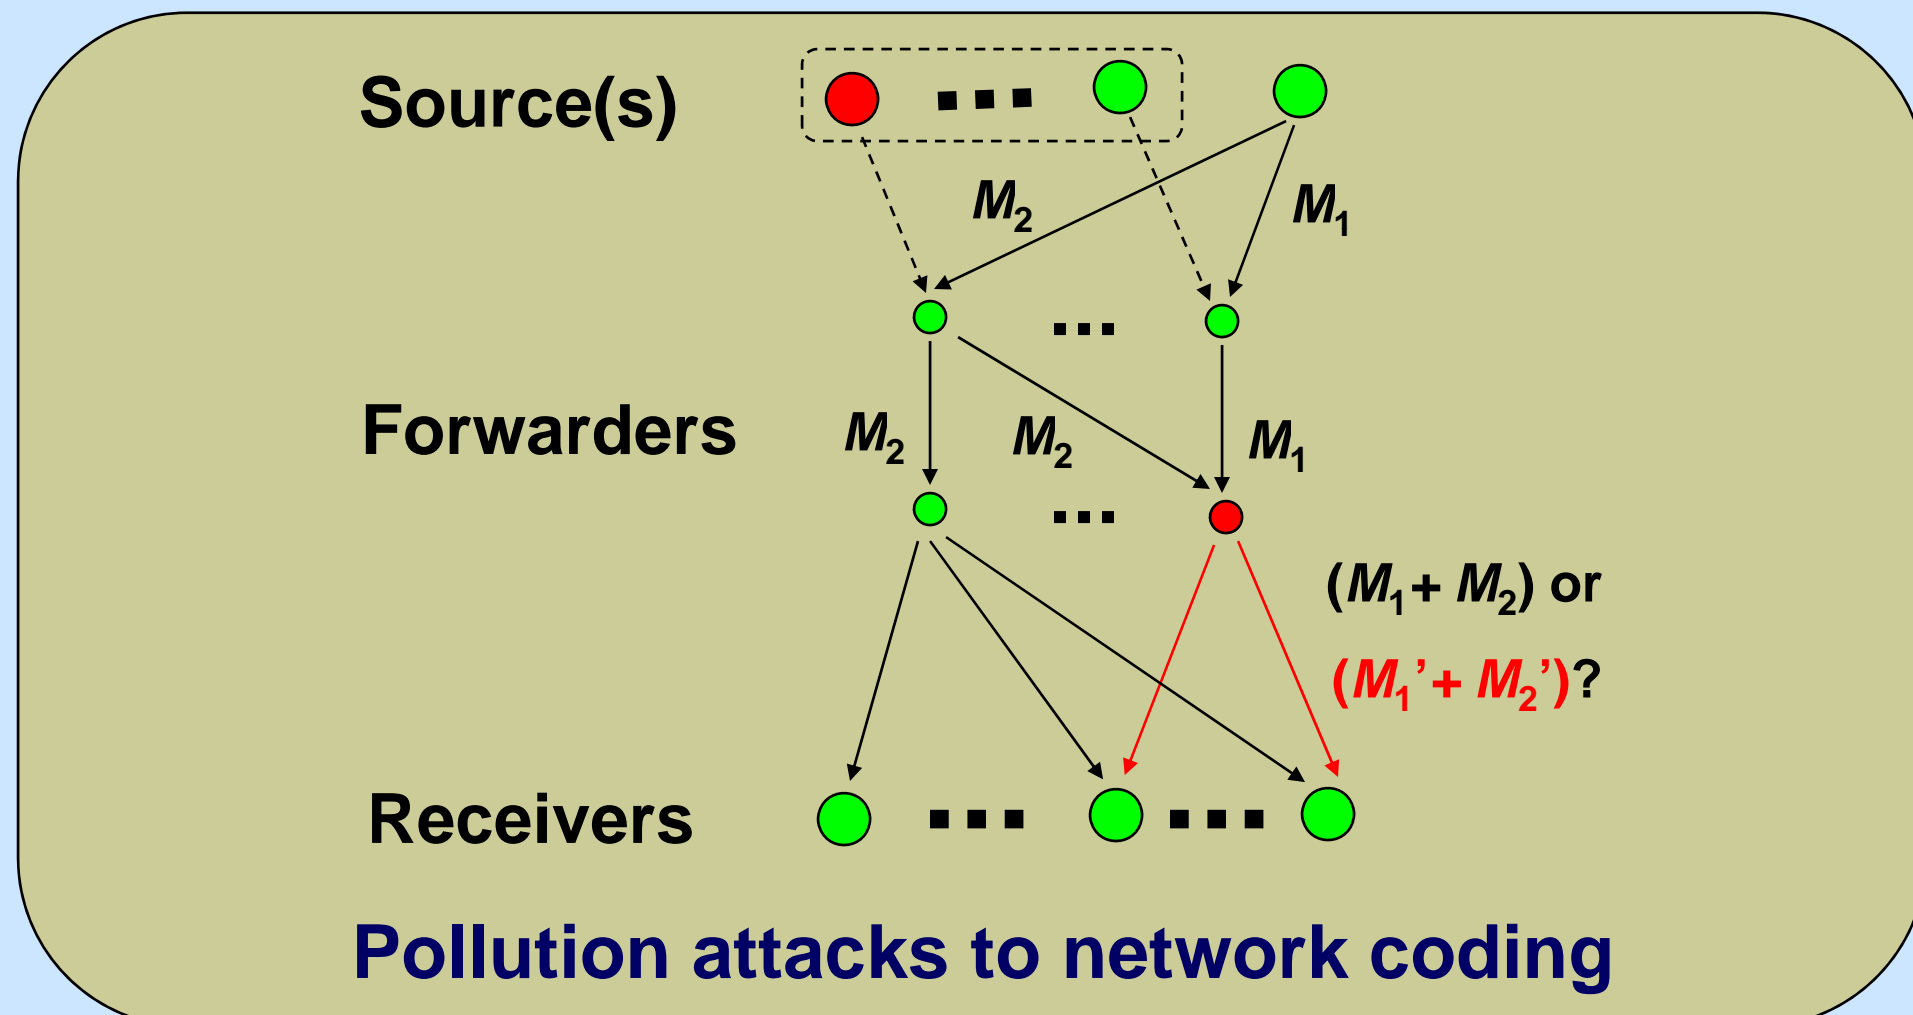 Source(s)
M2 M1
Forwarders M2 M2 M1
(M1+ M2) or
(M1’+ M2’)?
Receivers
Pollution attacks to network coding